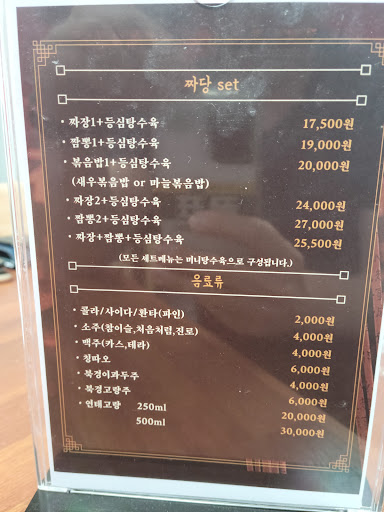 짜당 set
· 짜장1+등심탕수육 17,500원
· 짬뽕1+등심탕수육 19,000원
· 볶음밥1+등심탕수육 20,000원
(새우볶음밥 or 마늘볶음밥)
· 짜장2+등심탕수육 24,000원
· 짬뽕2+등심탕수육 27,000원
· 짜장+짬뽕+등심탕수육 25,500원
(모든 세트메뉴는 미니탕수육으로 구성됩니다.)
음료류
· 콜라/사이다/환타(파인) 2,000원
· 소주(참이슬,처음처럼,진로) 4,000원
· 맥주(카스,테라) 4,000원
· 칭따오 6,000원
· 북경이과두주 4,000원
· 북경고량주 6,000원
· 연태고량 250ml 20,000원
500ml 30,000원